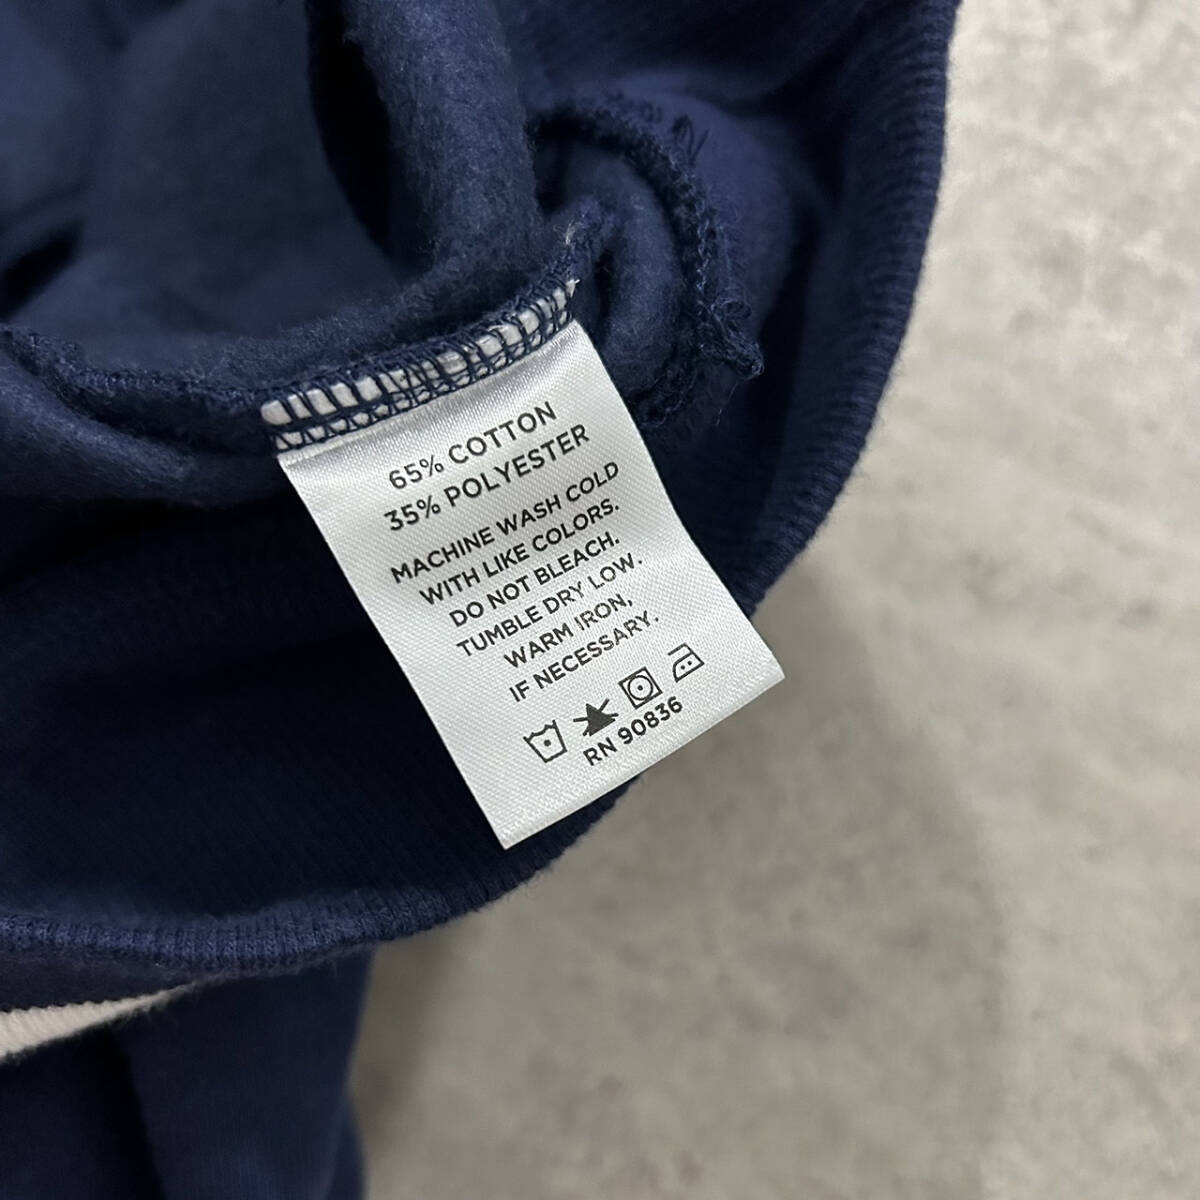 65% COTTON
35% POLYESTER
MACHINE WASH COLD
WITH LIKE COLORS.
DO NOT BLEACH.
TUMBLE DRY LOW.
WARM IRON,
IF NECESSARY.
RN 90836